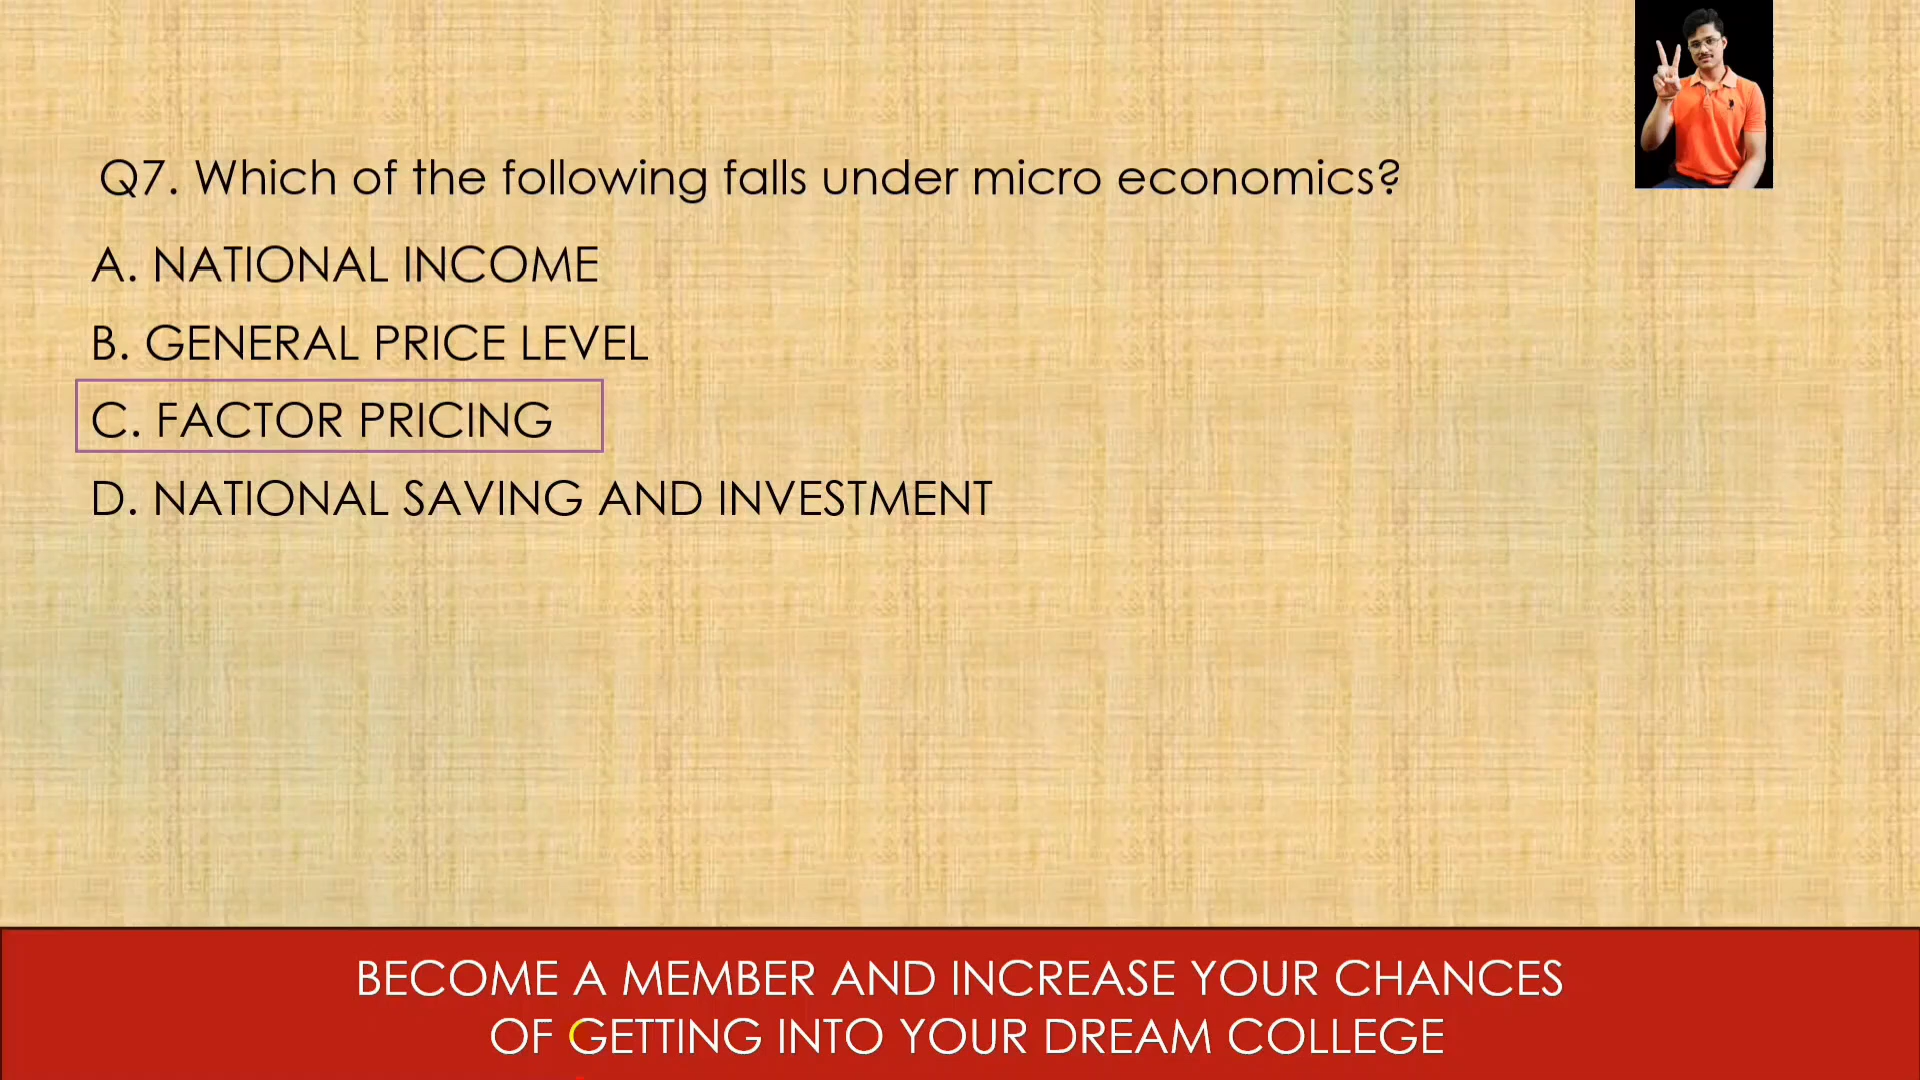 Q7. Which of the following falls under micro economics?
A. NATIONAL INCOME
B. GENERAL PRICE LEVEL
C. FACTOR PRICING
D. NATIONAL SAVING AND INVESTMENT
BECOME A MEMBER AND INCREASE YOUR CHANCES
OF GETTING INTO YOUR DREAM COLLEGE